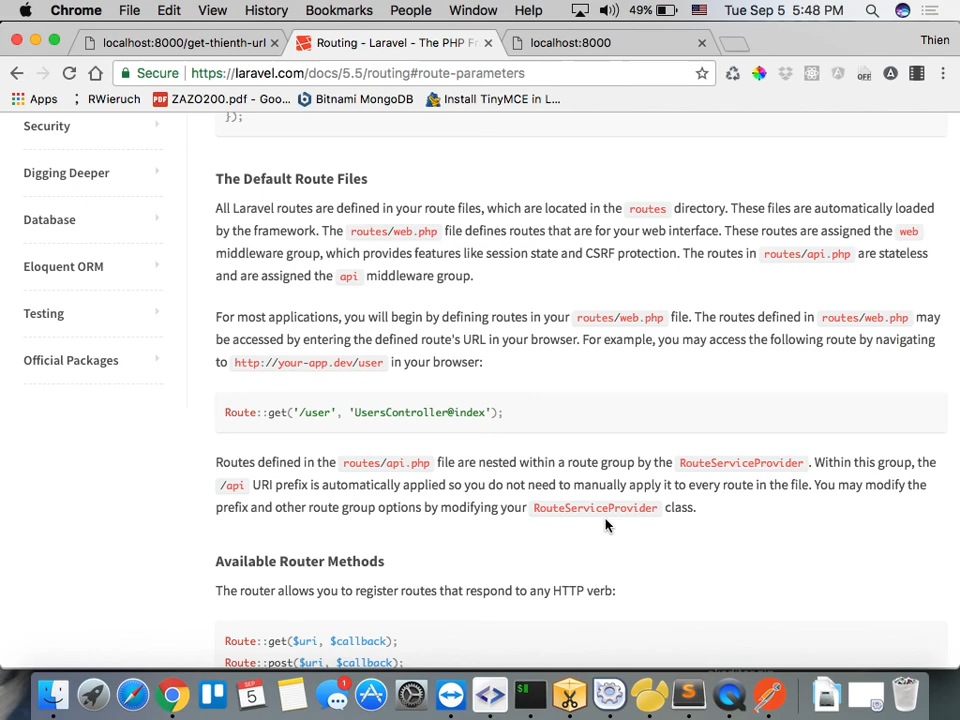 Chrome File Edit View History Bookmarks People Window Help 49% Tue Sep 5 5:48 PM
localhost:8000/get-thienth-url Routing - Laravel - The PHP Fr localhost:8000 Thien
Secure https://laravel.com/docs/5.5/routing#route-parameters OFF
Apps RWieruch ZAZO200.pdf - Goo... Bitnami MongoDB Install TinyMCE in L...
});
Security
Digging Deeper
Database
Eloquent ORM
Testing
Official Packages
The Default Route Files
All Laravel routes are defined in your route files, which are located in the routes directory. These files are automatically loaded
by the framework. The routes/web.php file defines routes that are for your web interface. These routes are assigned the web
middleware group, which provides features like session state and CSRF protection. The routes in routes/api.php are stateless
and are assigned the api middleware group.
For most applications, you will begin by defining routes in your routes/web.php file. The routes defined in routes/web.php may
be accessed by entering the defined route's URL in your browser. For example, you may access the following route by navigating
to http://your-app.dev/user in your browser:
Route::get('/user', 'UsersController@index');
Routes defined in the routes/api.php file are nested within a route group by the RouteServiceProvider. Within this group, the
/api URI prefix is automatically applied so you do not need to manually apply it to every route in the file. You may modify the
prefix and other route group options by modifying your RouteServiceProvider class.
Available Router Methods
The router allows you to register routes that respond to any HTTP verb:
Route::get($uri, $callback);
Route::post($uri, $callback);
SEP
5
1